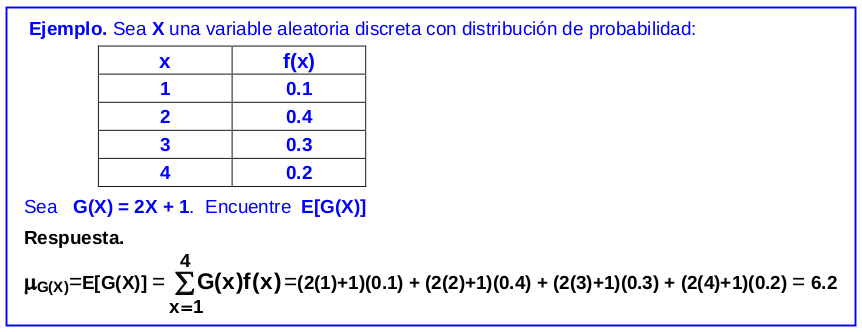 Ejemplo. Sea X una variable aleatoria discreta con distribución de probabilidad:
x f(x)
1 0.1
2 0.4
3 0.3
4 0.2
Sea G(X) = 2X + 1. Encuentre E[G(X)]
Respuesta.
4
μG(X)=E[G(X)] = ∑G(x)f(x)=(2(1)+1)(0.1) + (2(2)+1)(0.4) + (2(3)+1)(0.3) + (2(4)+1)(0.2) = 6.2
x=1